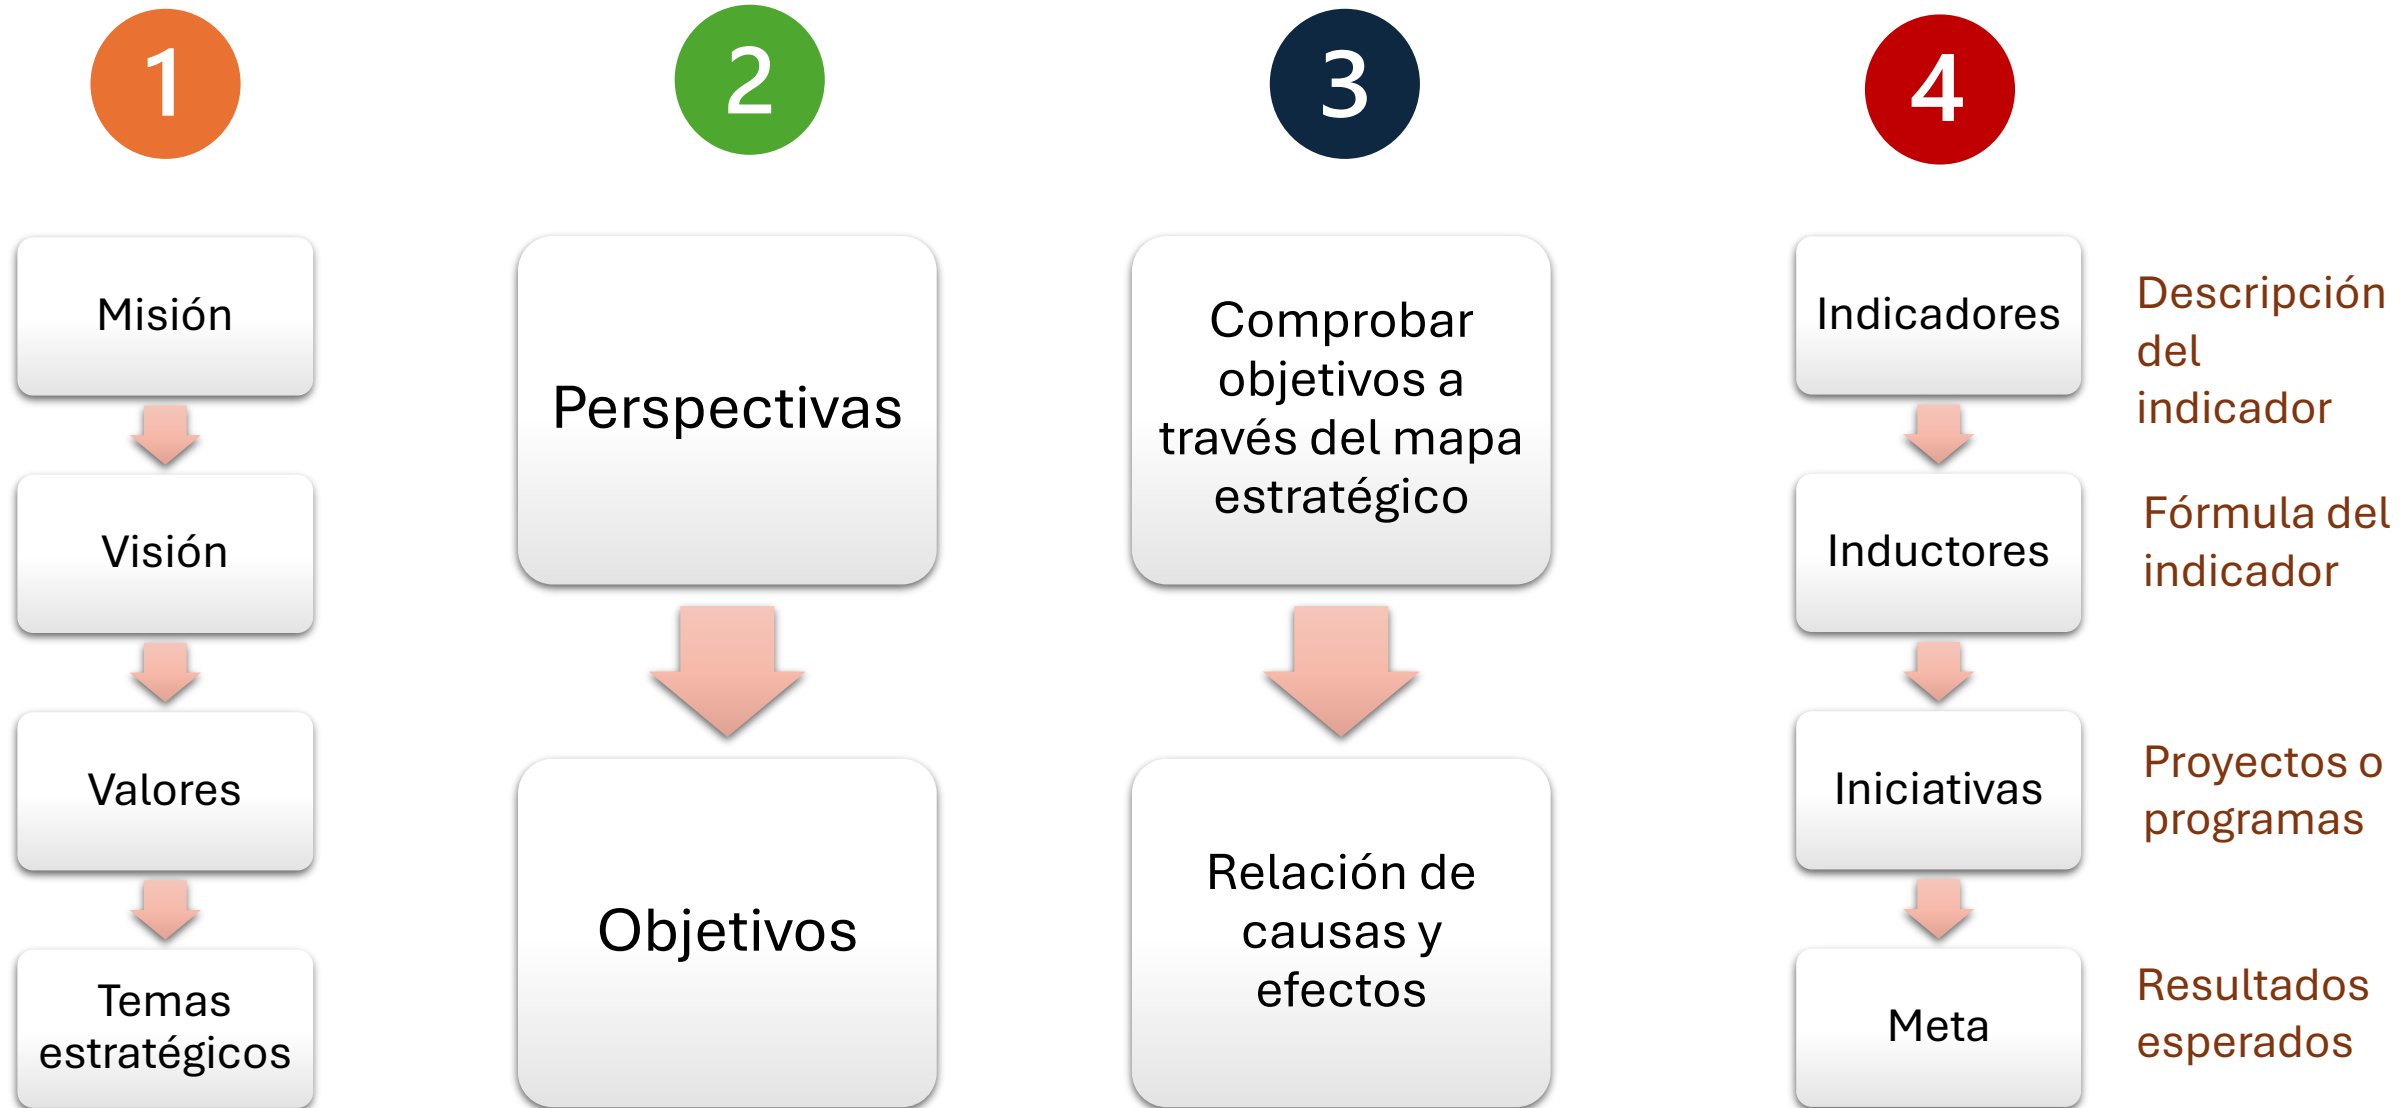 1
2
3
4
Misión
Visión
Valores
Temas
estratégicos
Perspectivas
Objetivos
Comprobar
objetivos a
través del mapa
estratégico
Relación de
causas y
efectos
Indicadores
Descripción
del
indicador
Inductores
Fórmula del
indicador
Iniciativas
Proyectos o
programas
Meta
Resultados
esperados